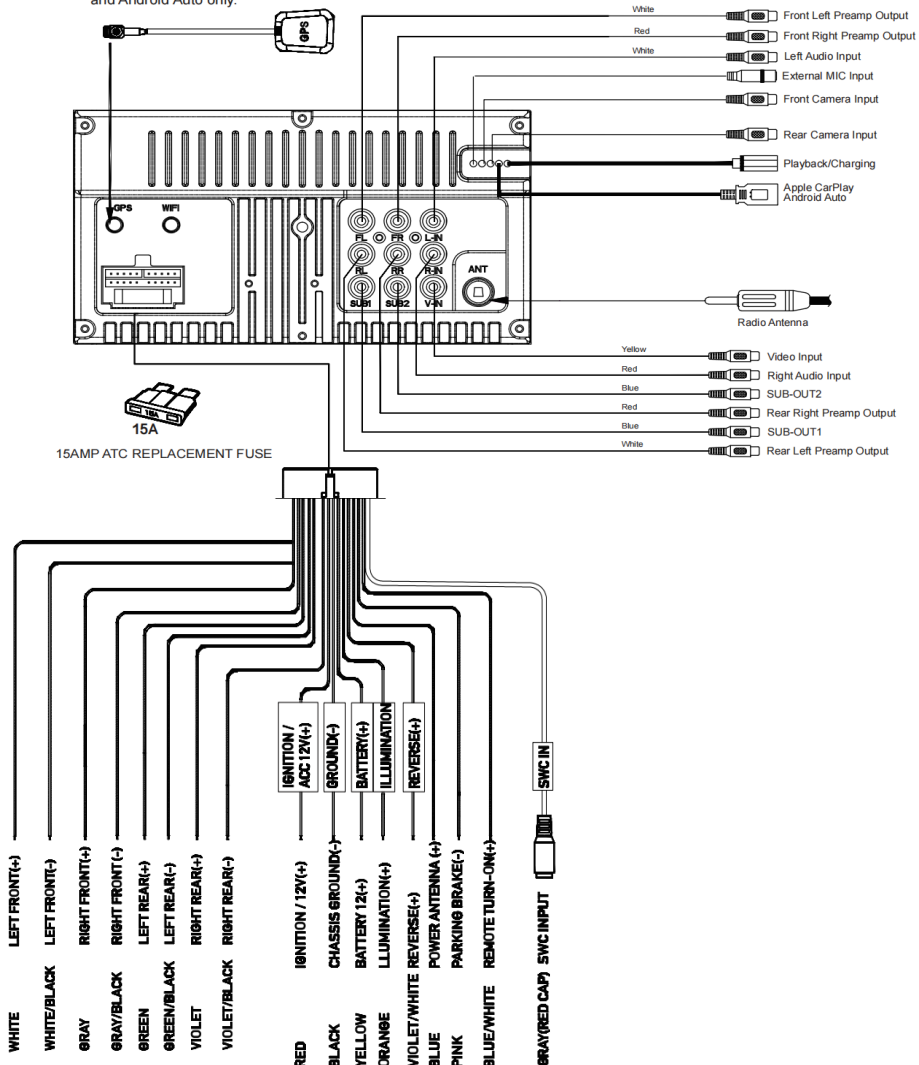 and Android Auto only.
GPS
White
Front Left Preamp Output
Red
Front Right Preamp Output
White
Left Audio Input
External MIC Input
Front Camera Input
Rear Camera Input
Playback/Charging
Apple CarPlay
Android Auto
GPS
WIFI
FL
FR
L-IN
RL
RR
R-IN
SUB1
SUB2
V-IN
ANT
Radio Antenna
Yellow
Video Input
Red
Right Audio Input
Blue
SUB-OUT2
Red
Rear Right Preamp Output
Blue
SUB-OUT1
White
Rear Left Preamp Output
15A
15A
15AMP ATC REPLACEMENT FUSE
IGNITION /
ACC 12V(+)
GROUND(-)
BATTERY(+)
ILLUMINATION
REVERSE(+)
SWC IN
WHITE LEFT FRONT(+)
WHITE/BLACK LEFT FRONT(-)
GRAY RIGHT FRONT(+)
GRAY/BLACK RIGHT FRONT(-)
GREEN LEFT REAR(+)
GREEN/BLACK LEFT REAR(-)
VIOLET RIGHT REAR(+)
VIOLET/BLACK RIGHT REAR(-)
RED IGNITION / 12V(+)
BLACK CHASSIS GROUND(-)
YELLOW BATTERY 12(+)
ORANGE LLUMINATION(+)
VIOLET/WHITE REVERSE(+)
BLUE POWER ANTENNA (+)
PINK PARKING BRAKE(-)
BLUE/WHITE REMOTE TURN-ON(+)
GRAY(RED CAP) SWC INPUT